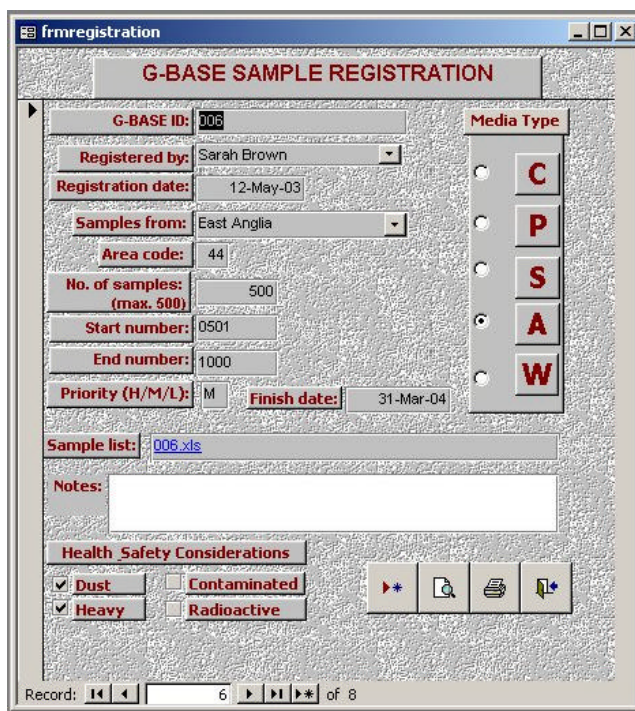 frmregistration
G-BASE SAMPLE REGISTRATION
G-BASE ID: 006
Media Type
Registered by: Sarah Brown
C
Registration date: 12-May-03
Samples from: East Anglia
P
Area code: 44
No. of samples:
(max. 500)
500
S
Start number: 0501
A
End number: 1000
W
Priority (H/M/L): M
Finish date: 31-Mar-04
Sample list: 006.xls
Notes:
Health_Safety Considerations
Dust
Contaminated
Heavy
Radioactive
Record: 6 of 8